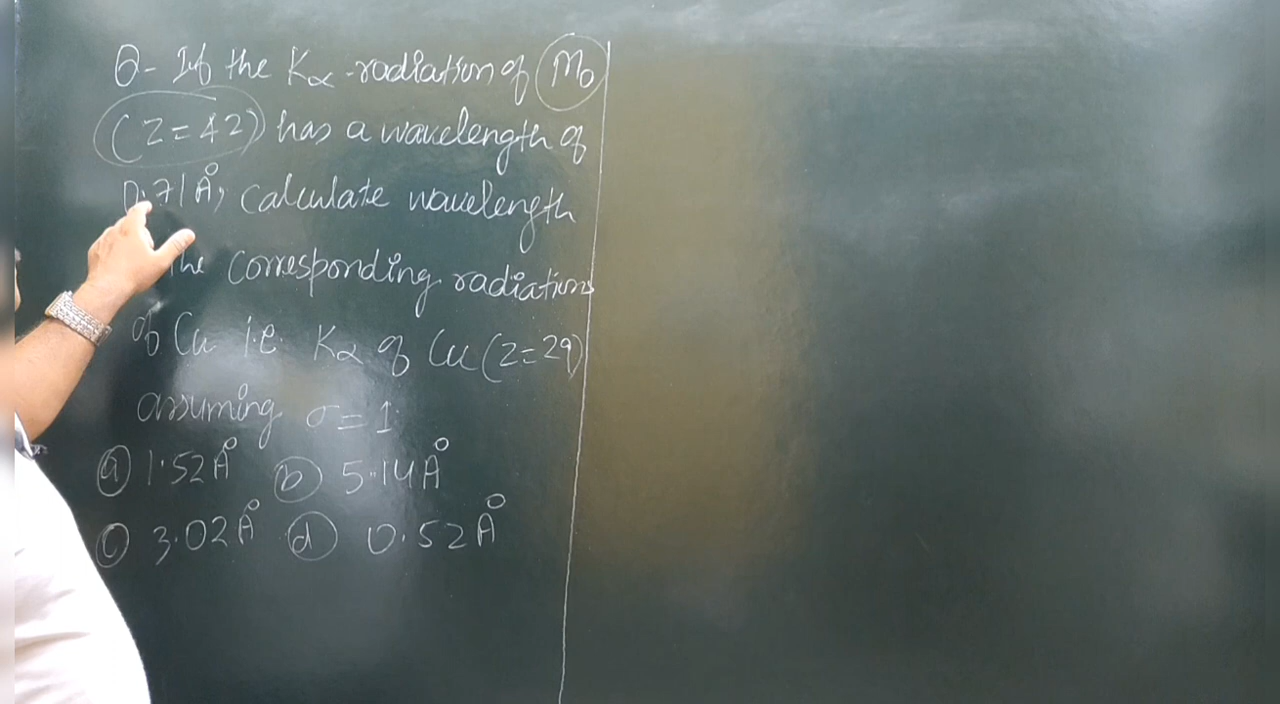 Q- If the Kα-radiation of Mo
(Z=42) has a wavelength of
0.71Å, calculate wavelength
the corresponding radiations
of Cu i.e. Kα of Cu (Z=29)
assuming σ=1.
(a) 1.52Å (b) 5.14Å
(c) 3.02Å (d) 0.52Å